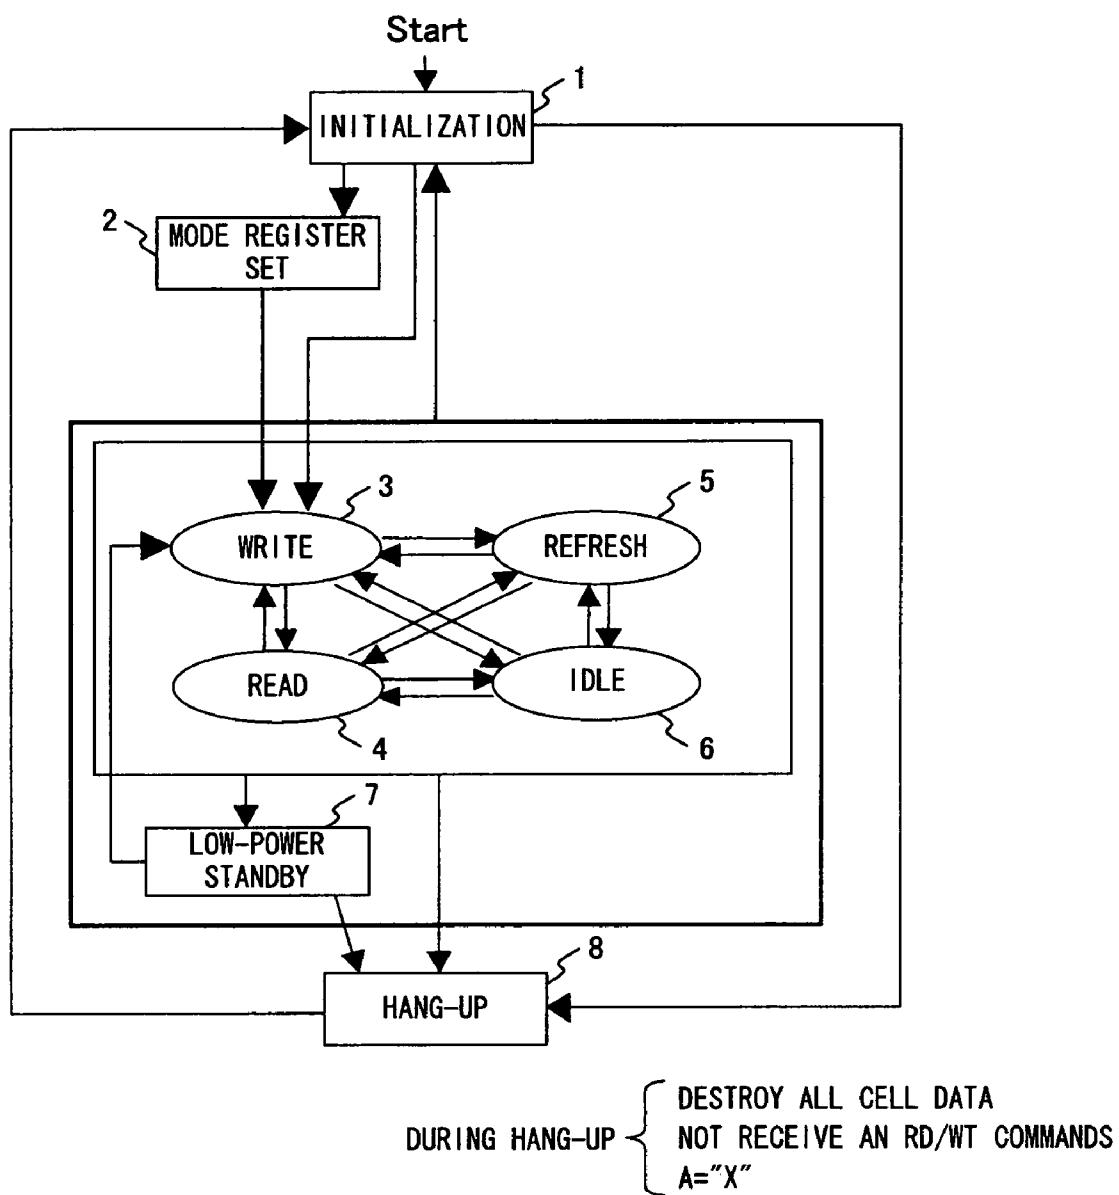 Start
1
INITIALIZATION
2
MODE REGISTER
SET
3
5
WRITE
REFRESH
READ
IDLE
4
6
7
LOW-POWER
STANDBY
8
HANG-UP
DESTROY ALL CELL DATA
DURING HANG-UP
NOT RECEIVE AN RD/WT COMMANDS
A="X"